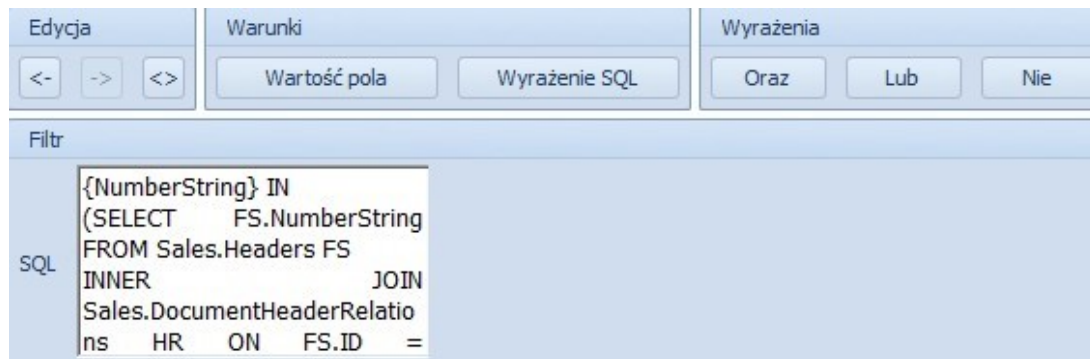 Edycja
Warunki
Wyrażenia
<-
->
<>
Wartość pola
Wyrażenie SQL
Oraz
Lub
Nie
Filtr
SQL
{NumberString} IN
(SELECT FS.NumberString
FROM Sales.Headers FS
INNER JOIN
Sales.DocumentHeaderRelatio
ns HR ON FS.ID =